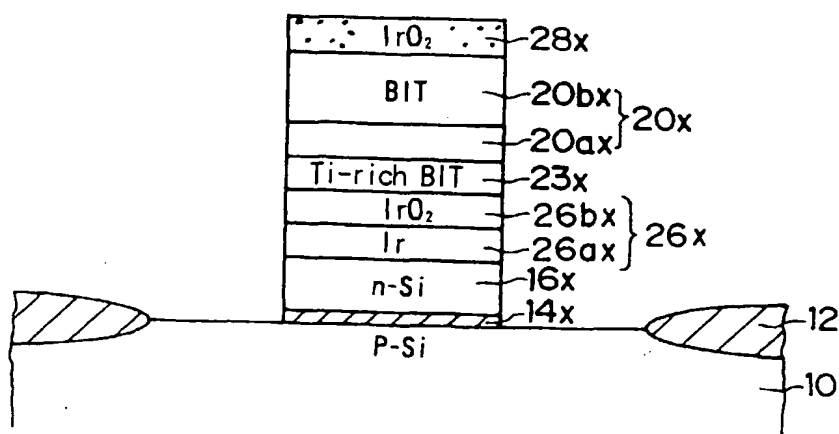 IrO2 28x
BIT 20bx
20x
20ax
Ti-rich BIT 23x
IrO2 26bx
26x
Ir 26ax
n-Si 16x
14x
12
P-Si
10